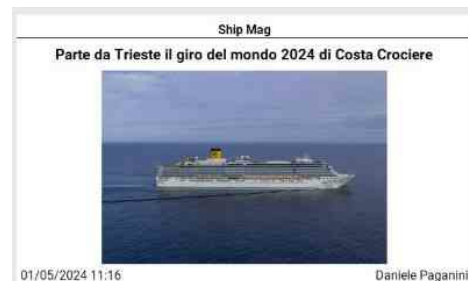 Ship Mag
Parte da Trieste il giro del mondo 2024 di Costa Crociere
01/05/2024 11:16
Daniele Paganini